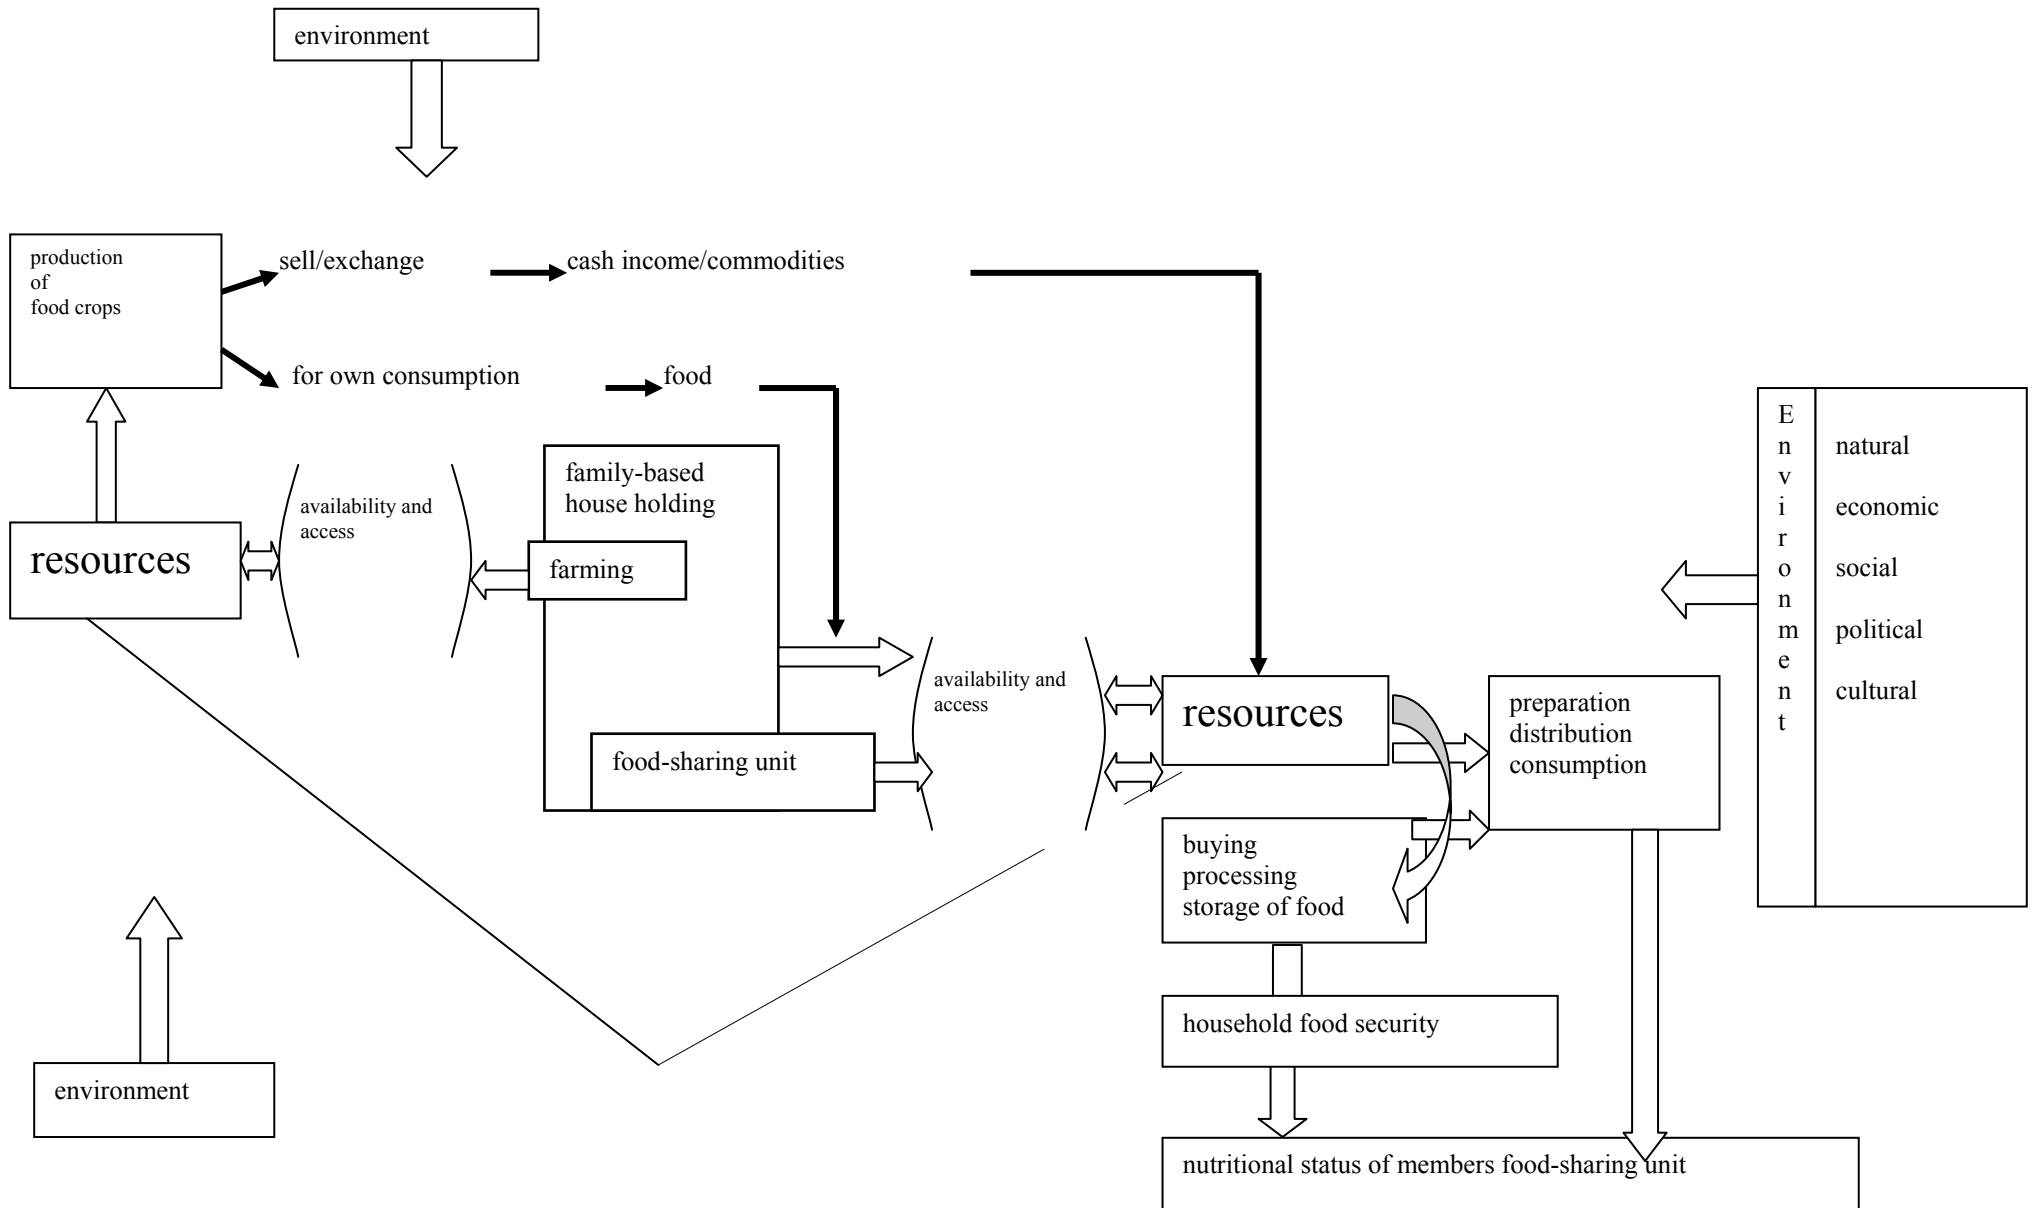 environment
production
of
food crops
sell/exchange
cash income/commodities
for own consumption
food
family-based
house holding
availability and
access
resources
farming
food-sharing unit
availability and
access
resources
preparation
distribution
consumption
buying
processing
storage of food
household food security
nutritional status of members food-sharing unit
environment
E
n
v
i
r
o
n
m
e
n
t
natural
economic
social
political
cultural